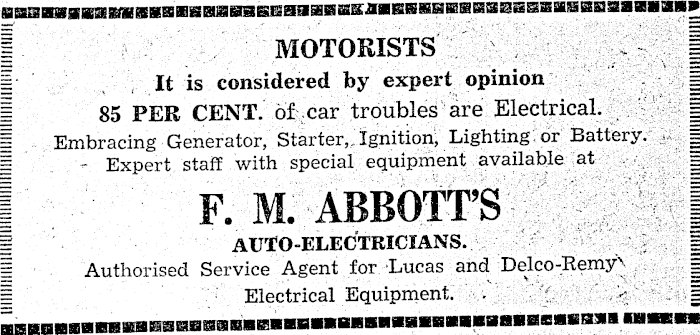 MOTORISTS
It is considered by expert opinion
85 PER CENT. of car troubles are Electrical.
Embracing Generator, Starter, Ignition, Lighting or Battery.
Expert staff with special equipment available at
F. M. ABBOTT'S
AUTO-ELECTRICIANS.
Authorised Service Agent for Lucas and Delco-Remy
Electrical Equipment.